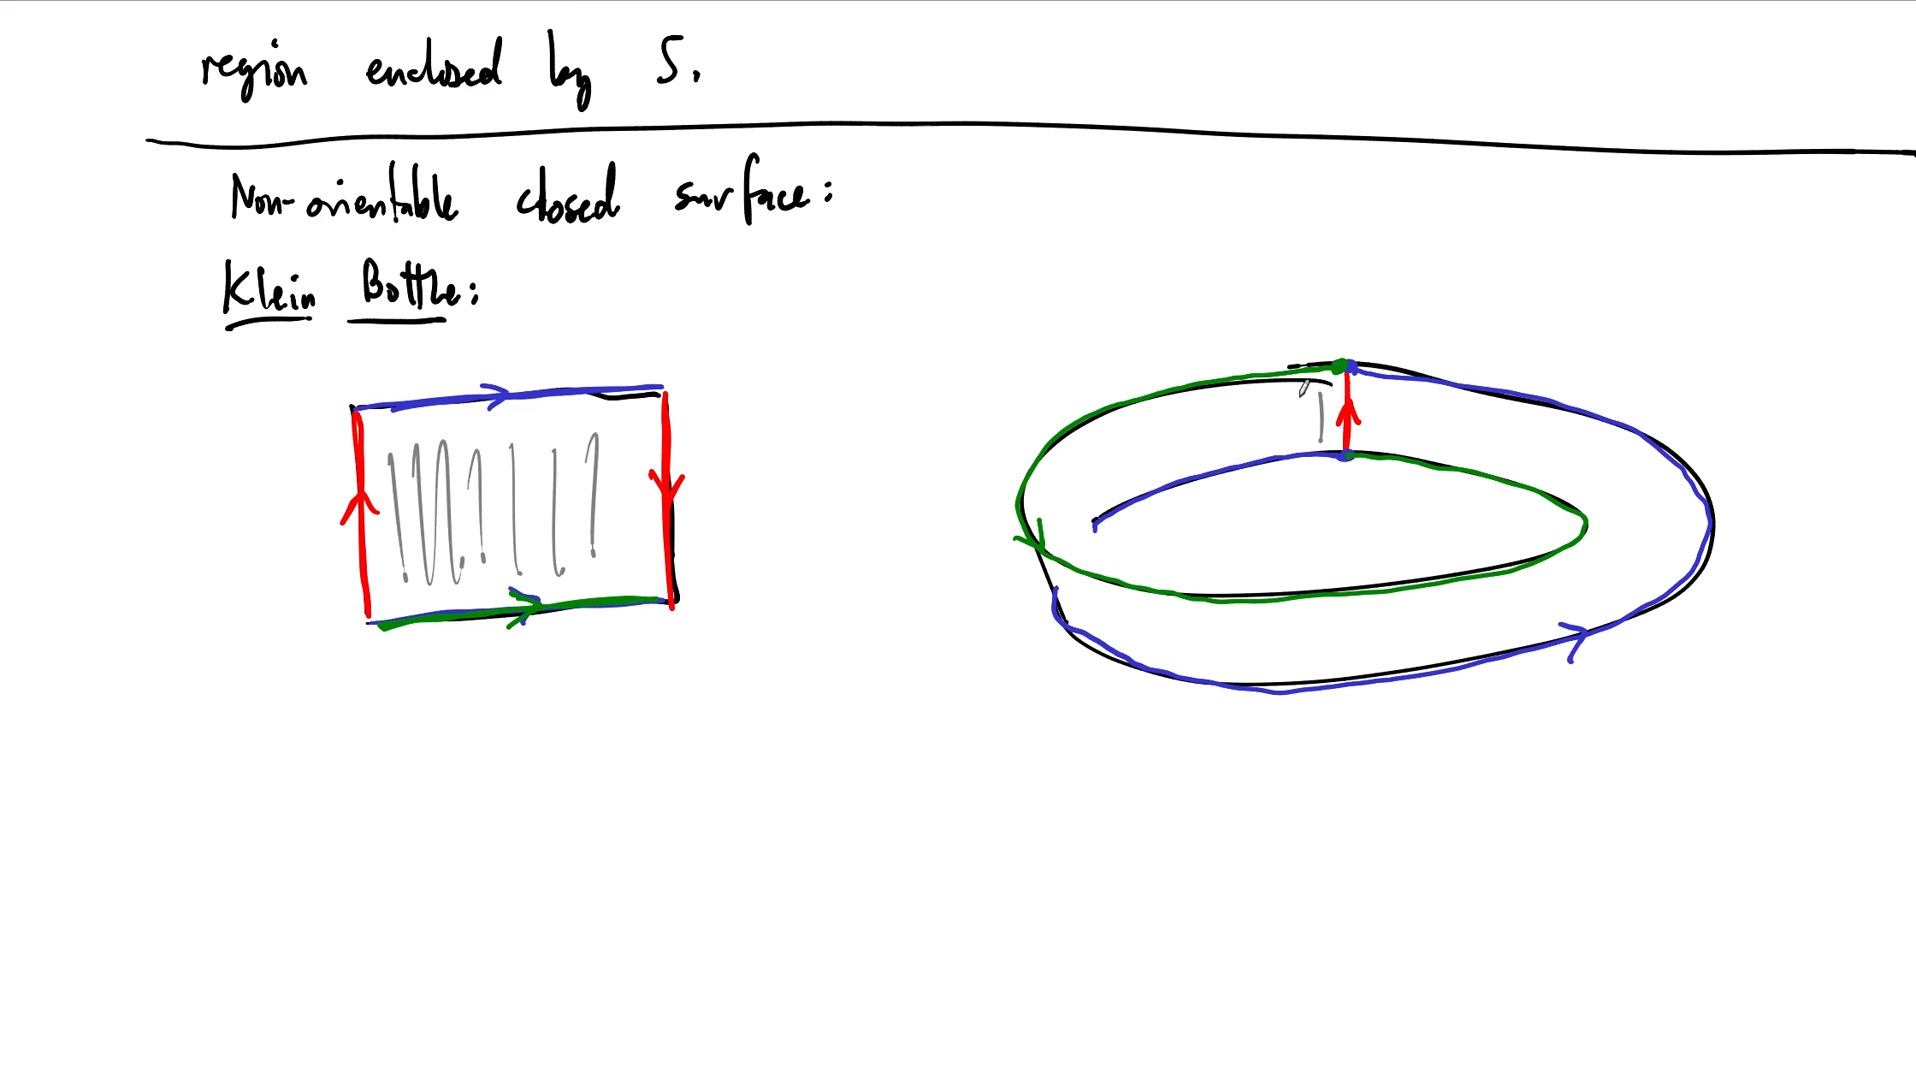 region enclosed by S.
Non-orientable closed surface:
Klein Bottle: